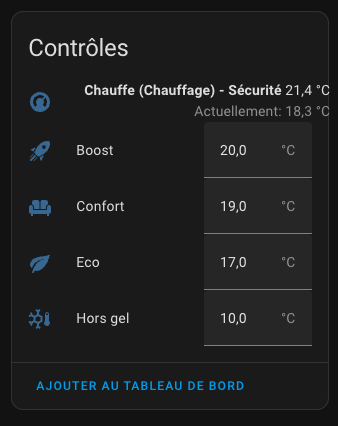 Contrôles
Chauffe (Chauffage) - Sécurité 21,4 °C
Actuellement: 18,3 °C
Boost 20,0 °C
Confort 19,0 °C
Eco 17,0 °C
Hors gel 10,0 °C
AJOUTER AU TABLEAU DE BORD